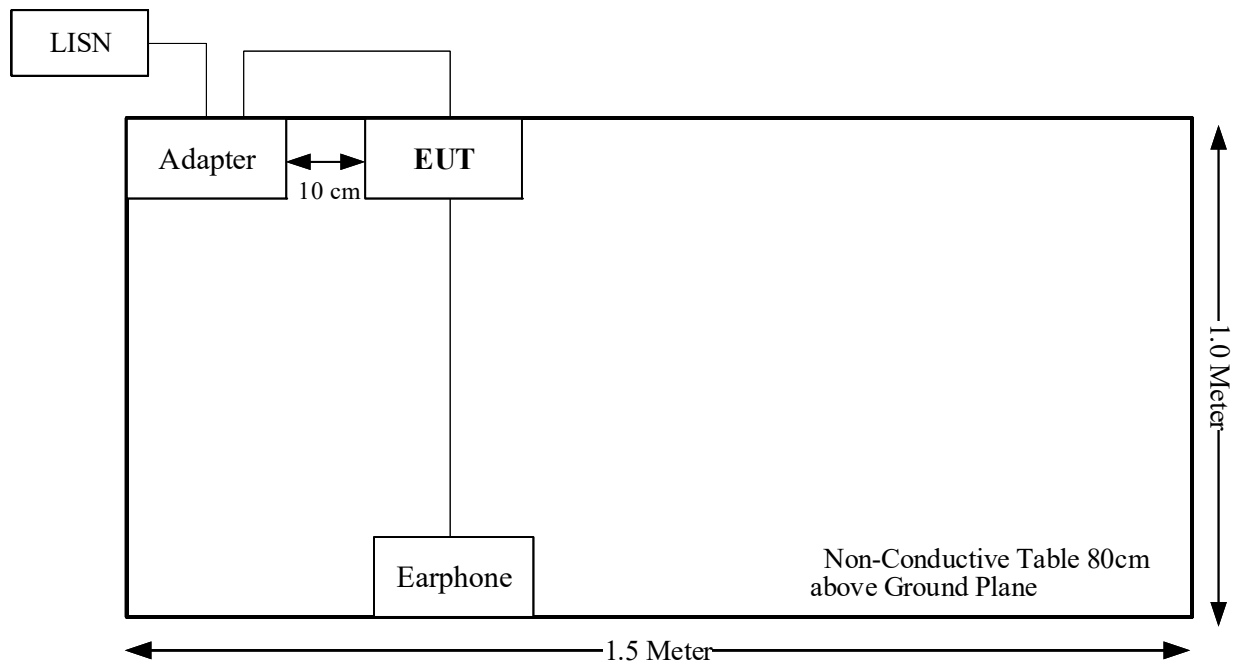 LISN
Adapter
EUT
10 cm
1.0 Meter
Earphone
Non-Conductive Table 80cm
above Ground Plane
1.5 Meter